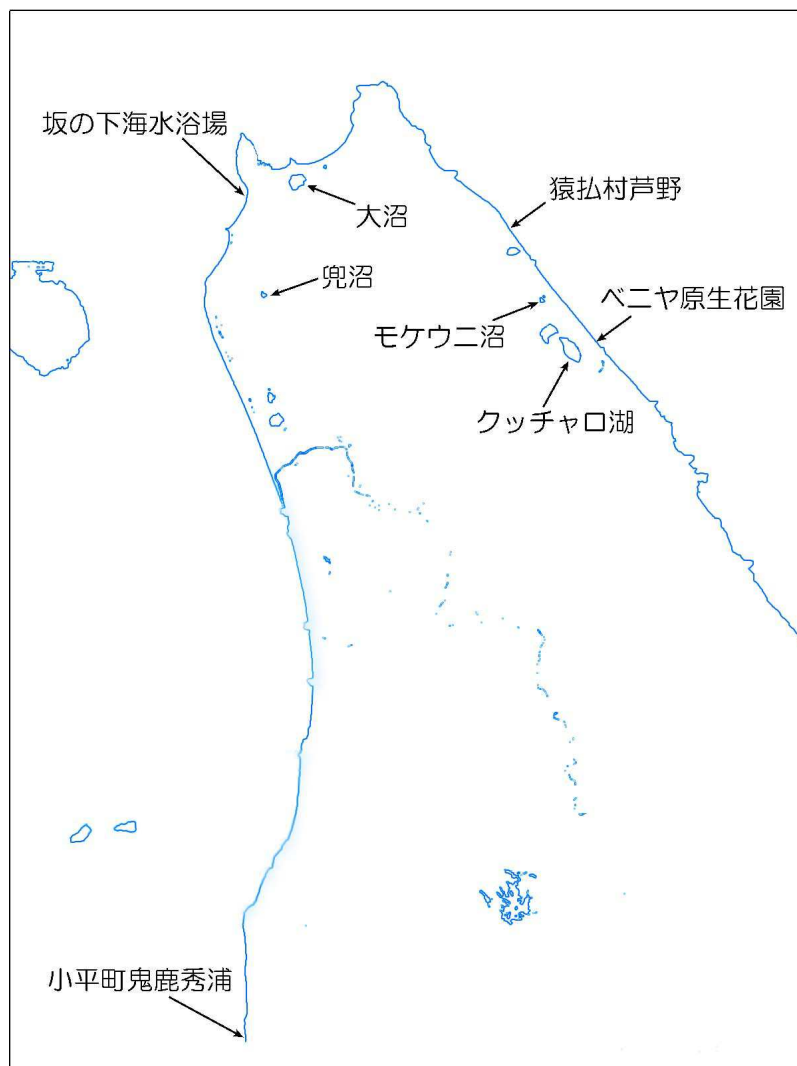 坂の下海水浴場
大沼
猿払村芦野
兜沼
ベニヤ原生花園
モケウニ沼
クッチャロ湖
小平町鬼鹿秀浦